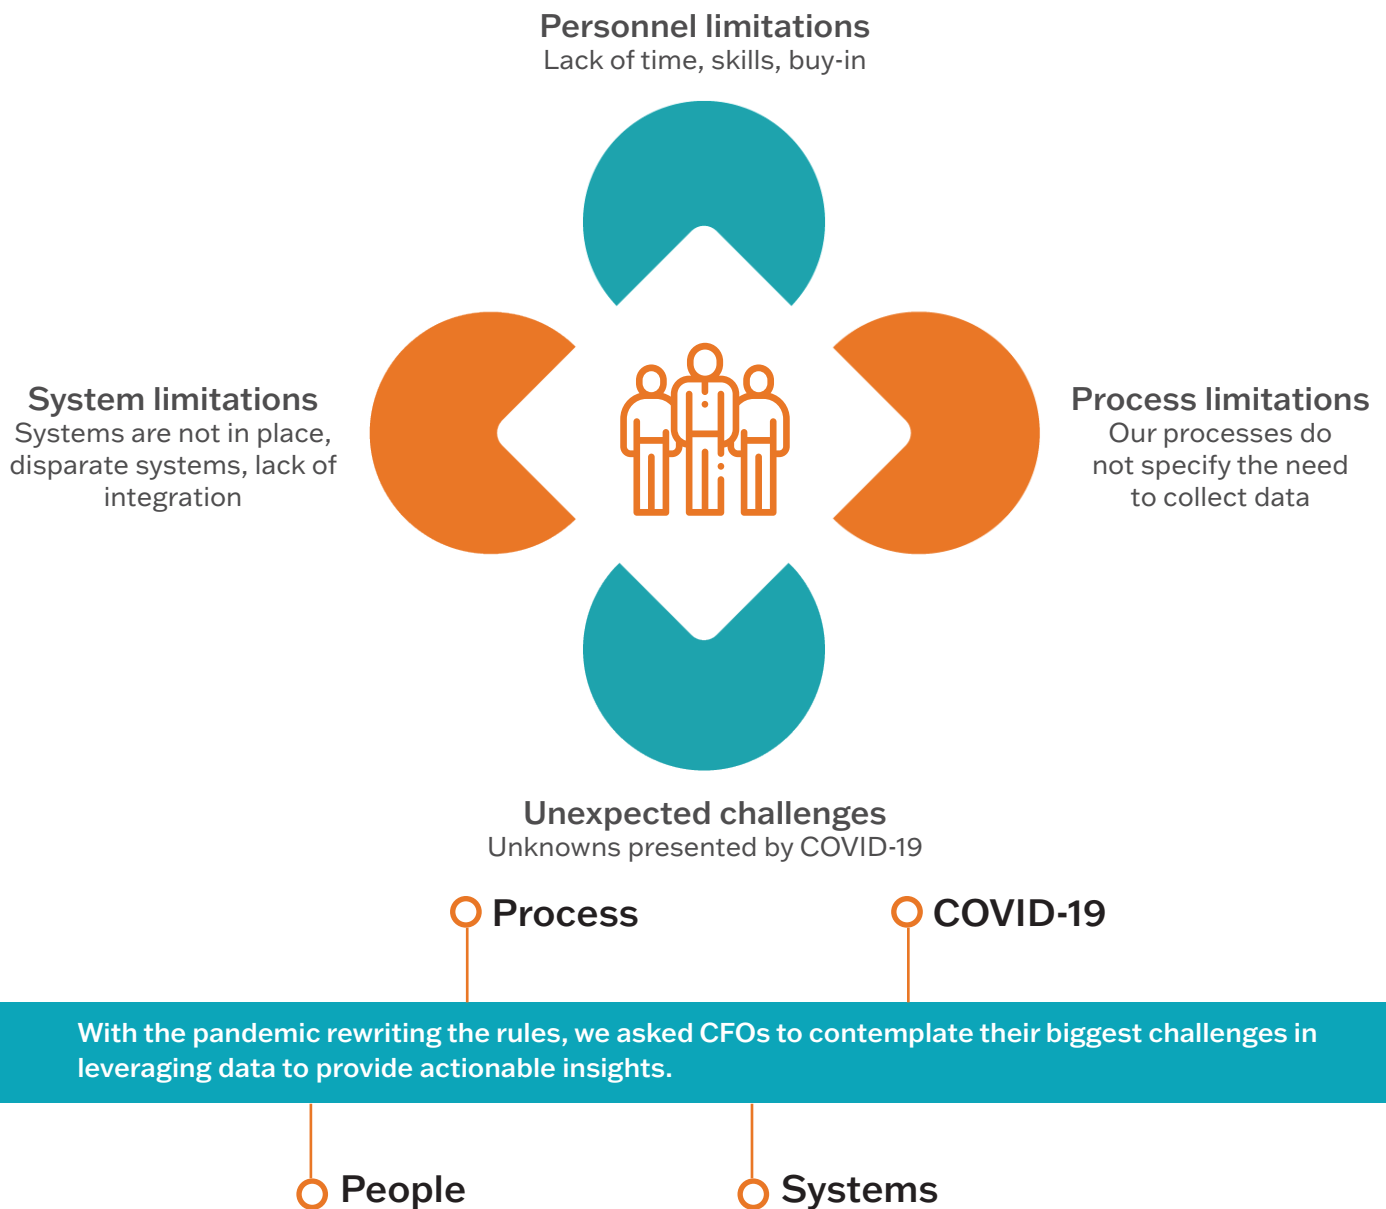 Personnel limitations
Lack of time, skills, buy-in
System limitations
Systems are not in place,
disparate systems, lack of
integration
Process limitations
Our processes do
not specify the need
to collect data
Unexpected challenges
Unknowns presented by COVID-19
Process
COVID-19
With the pandemic rewriting the rules, we asked CFOs to contemplate their biggest challenges in
leveraging data to provide actionable insights.
People
Systems